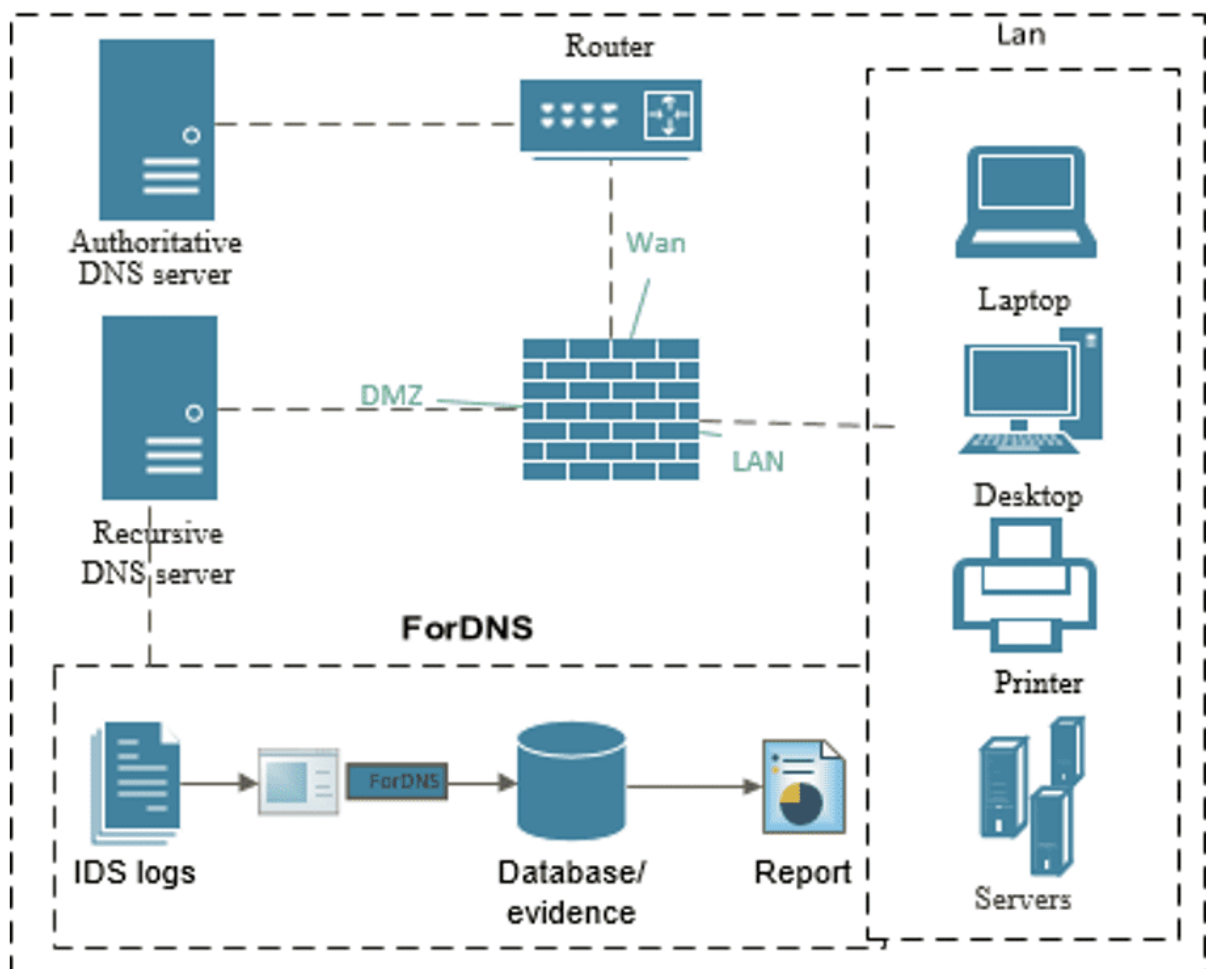 Router
Lan
Authoritative
DNS server
Wan
Laptop
DMZ
LAN
Desktop
Recursive
DNS server
ForDNS
Printer
ForDNS
IDS logs
Database/
evidence
Report
Servers